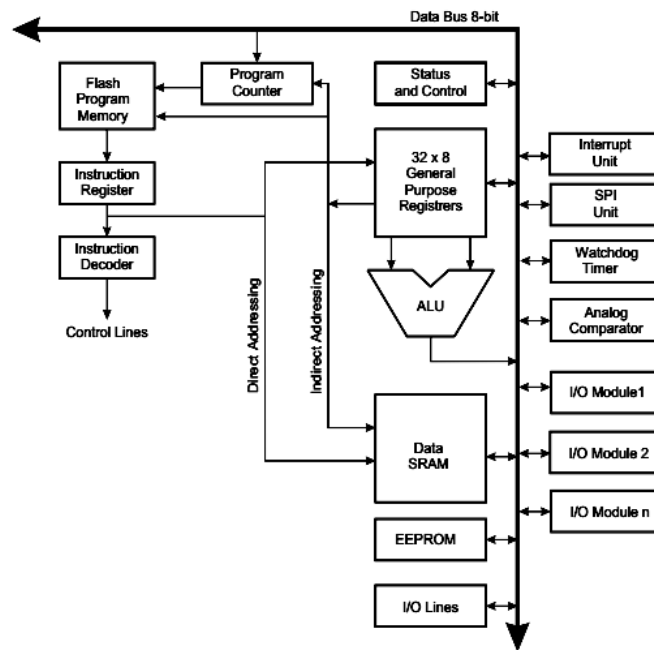 Data Bus 8-bit
Flash
Program
Memory
Program
Counter
Status
and Control
Interrupt
Unit
32 x 8
General
Purpose
Registrers
Instruction
Register
SPI
Unit
Instruction
Decoder
Watchdog
Timer
ALU
Analog
Comparator
Control Lines
Direct Addressing
Indirect Addressing
I/O Module1
Data
SRAM
I/O Module 2
I/O Module n
EEPROM
I/O Lines